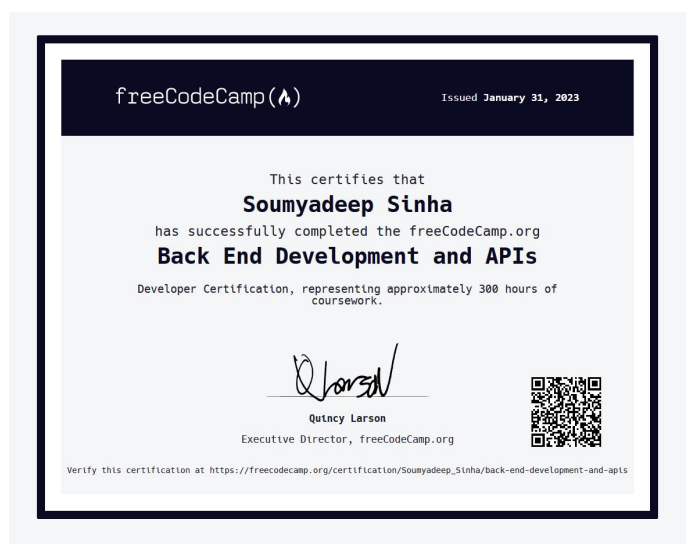 freeCodeCamp(🔥)
Issued January 31, 2023
This certifies that
Soumyadeep Sinha
has successfully completed the freeCodeCamp.org
Back End Development and APIs
Developer Certification, representing approximately 300 hours of
coursework.
Q Larson
Quincy Larson
Executive Director, freeCodeCamp.org
Verify this certification at https://freecodecamp.org/certification/Soumyadeep_Sinha/back-end-development-and-apis